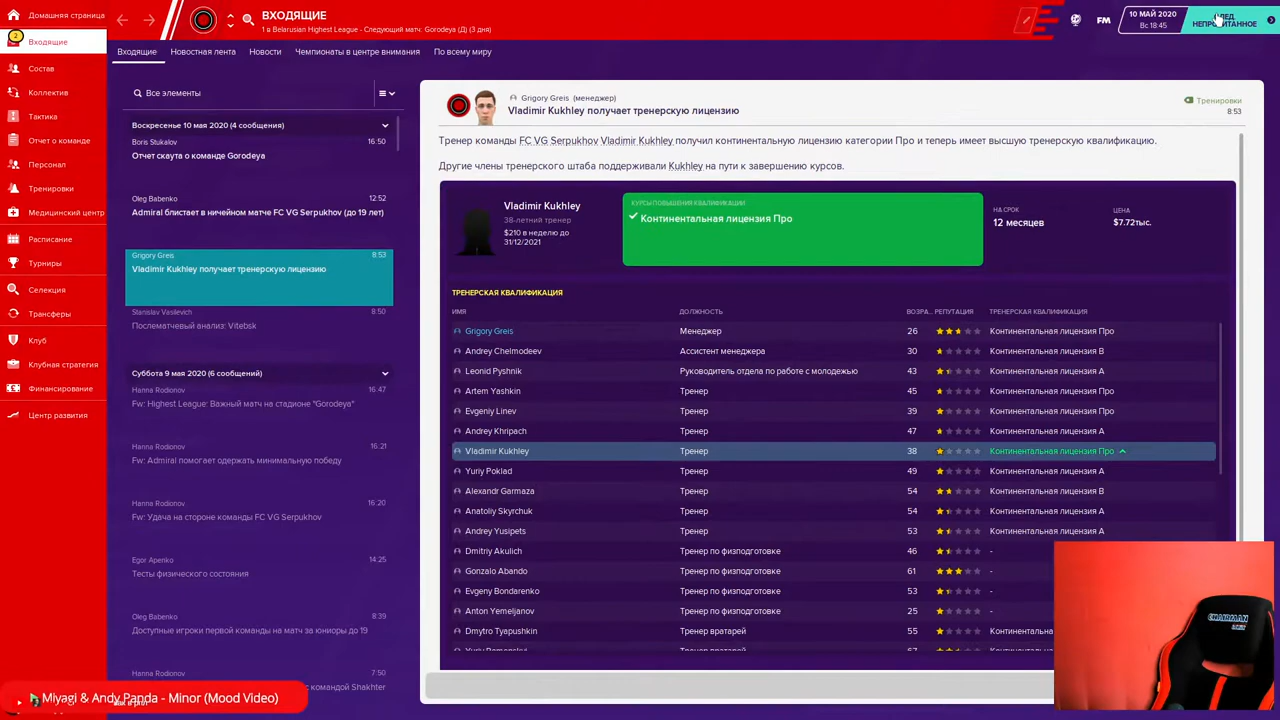 Домашняя страница
2
Входящие
Состав
Коллектив
Тактика
Отчет о команде
Персонал
Тренировки
Медицинский центр
Расписание
Турниры
Селекция
Трансферы
Клуб
Клубная стратегия
Финансирование
Центр развития
ВХОДЯЩИЕ
1 в Belarusian Highest League - Следующий матч: Gorodeya (Д) (3 дня)
FM
10 МАЙ 2020
Вс 18:45
СЛЕД.
НЕПРОЧИТАННОЕ
Входящие Новостная лента Новости Чемпионаты в центре внимания По всему миру
Все элементы
Воскресенье 10 мая 2020 (4 сообщения)
Boris Stukalov 16:50
Отчет скаута о команде Gorodeya
Oleg Babenko 12:52
Admiral блистает в ничейном матче FC VG Serpukhov (до 19 лет)
Grigory Greis 8:53
Vladimir Kukhley получает тренерскую лицензию
Stanislav Vasilevich 8:50
Послематчевый анализ: Vitebsk
Суббота 9 мая 2020 (6 сообщений)
Hanna Rodionov 16:47
Fw: Highest League: Важный матч на стадионе "Gorodeya"
Hanna Rodionov 16:21
Fw: Admiral помогает одержать минимальную победу
Hanna Rodionov 16:20
Fw: Удача на стороне команды FC VG Serpukhov
Egor Apenko 14:25
Тесты физического состояния
Oleg Babenko 8:39
Доступные игроки первой команды на матч за юниоры до 19
Hanna Rodionov 7:50
с командой Shakhter
Grigory Greis (менеджер)
Vladimir Kukhley получает тренерскую лицензию
Тренировки
8:53
Тренер команды FC VG Serpukhov Vladimir Kukhley получил континентальную лицензию категории Про и теперь имеет высшую тренерскую квалификацию.
Другие члены тренерского штаба поддерживали Kukhley на пути к завершению курсов.
Vladimir Kukhley
38-летний тренер
$210 в неделю до
31/12/2021
КУРСЫ ПОВЫШЕНИЯ КВАЛИФИКАЦИИ
Континентальная лицензия Про
НА СРОК
12 месяцев
ЦЕНА
$7.72тыс.
ТРЕНЕРСКАЯ КВАЛИФИКАЦИЯ
ИМЯ ДОЛЖНОСТЬ ВОЗРА... РЕПУТАЦИЯ ТРЕНЕРСКАЯ КВАЛИФИКАЦИЯ
Grigory Greis Менеджер 26 Континентальная лицензия Про
Andrey Chelmodeev Ассистент менеджера 30 Континентальная лицензия B
Leonid Pyshnik Руководитель отдела по работе с молодежью 43 Континентальная лицензия A
Artem Yashkin Тренер 45 Континентальная лицензия Про
Evgeniy Linev Тренер 39 Континентальная лицензия Про
Andrey Khripach Тренер 47 Континентальная лицензия A
Vladimir Kukhley Тренер 38 Континентальная лицензия Про
Yuriy Poklad Тренер 49 Континентальная лицензия A
Alexandr Garmaza Тренер 54 Континентальная лицензия B
Anatoliy Skyrchuk Тренер 54 Континентальная лицензия A
Andrey Yusipets Тренер 53 Континентальная лицензия A
Dmitriy Akulich Тренер по физподготовке 46 -
Gonzalo Abando Тренер по физподготовке 61 -
Evgeny Bondarenko Тренер по физподготовке 53 -
Anton Yemeljanov Тренер по физподготовке 25 -
Dmytro Tyapushkin Тренер вратарей 55 Континента
Miyagi & Andy Panda - Minor (Mood Video)